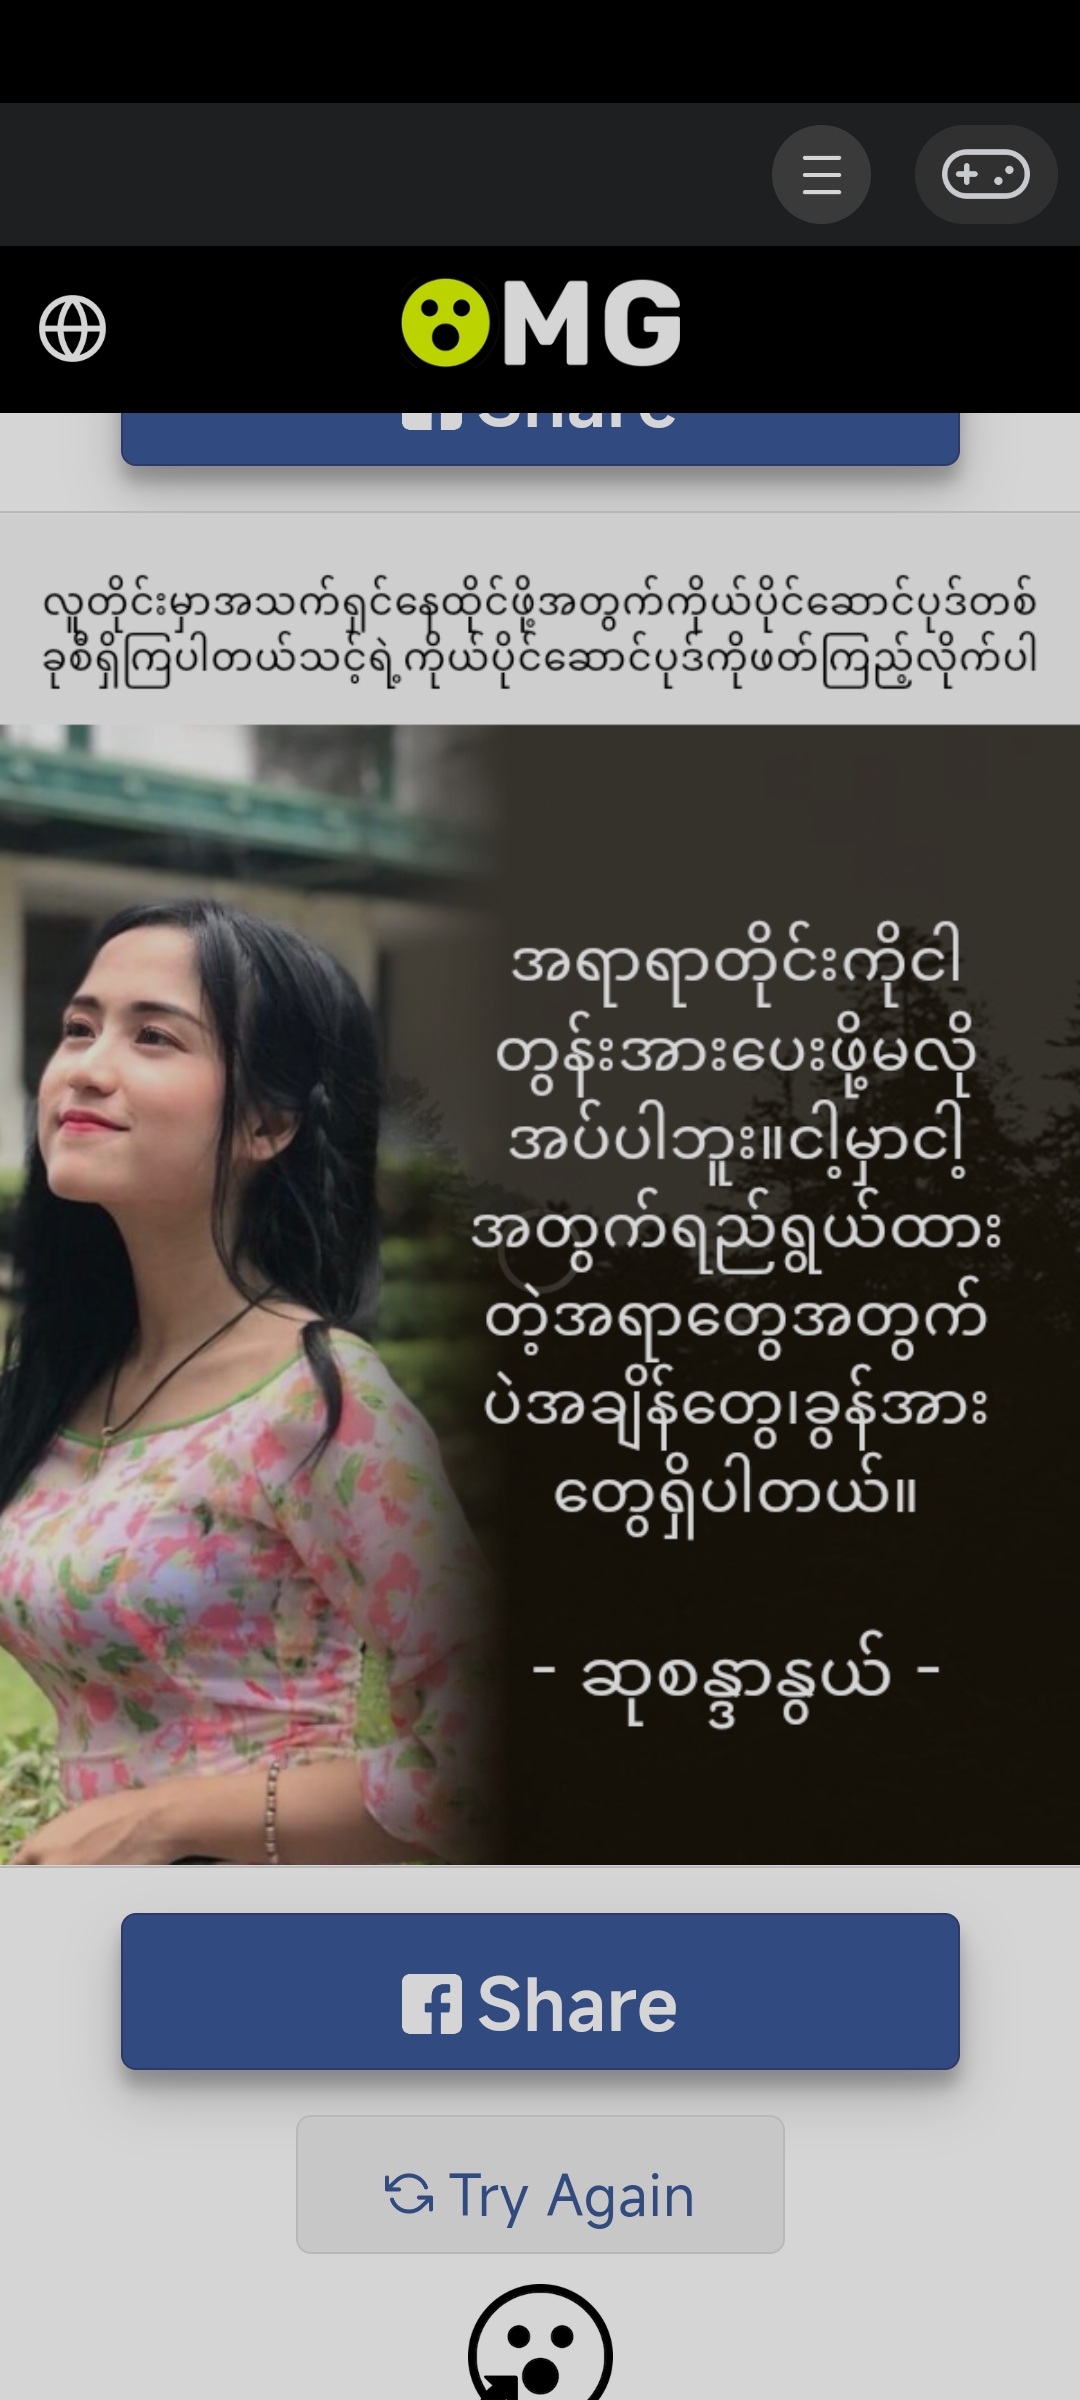 OMG
Share
လူတိုင်းမှာအသက်ရှင်နေထိုင်ဖို့အတွက်ကိုယ်ပိုင်ဆောင်ပုဒ်တစ်
ခုစီရှိကြပါတယ်သင့်ရဲ့ကိုယ်ပိုင်ဆောင်ပုဒ်ကိုဖတ်ကြည့်လိုက်ပါ
အရာရာတိုင်းကိုငါ
တွန်းအားပေးဖို့မလို
အပ်ပါဘူး။ငါ့မှာငါ့
အတွက်ရည်ရွယ်ထား
တဲ့အရာတွေအတွက်
ပဲအချိန်တွေ၊ခွန်အား
တွေရှိပါတယ်။
- ဆုစန္ဒာနွယ် -
Share
Try Again